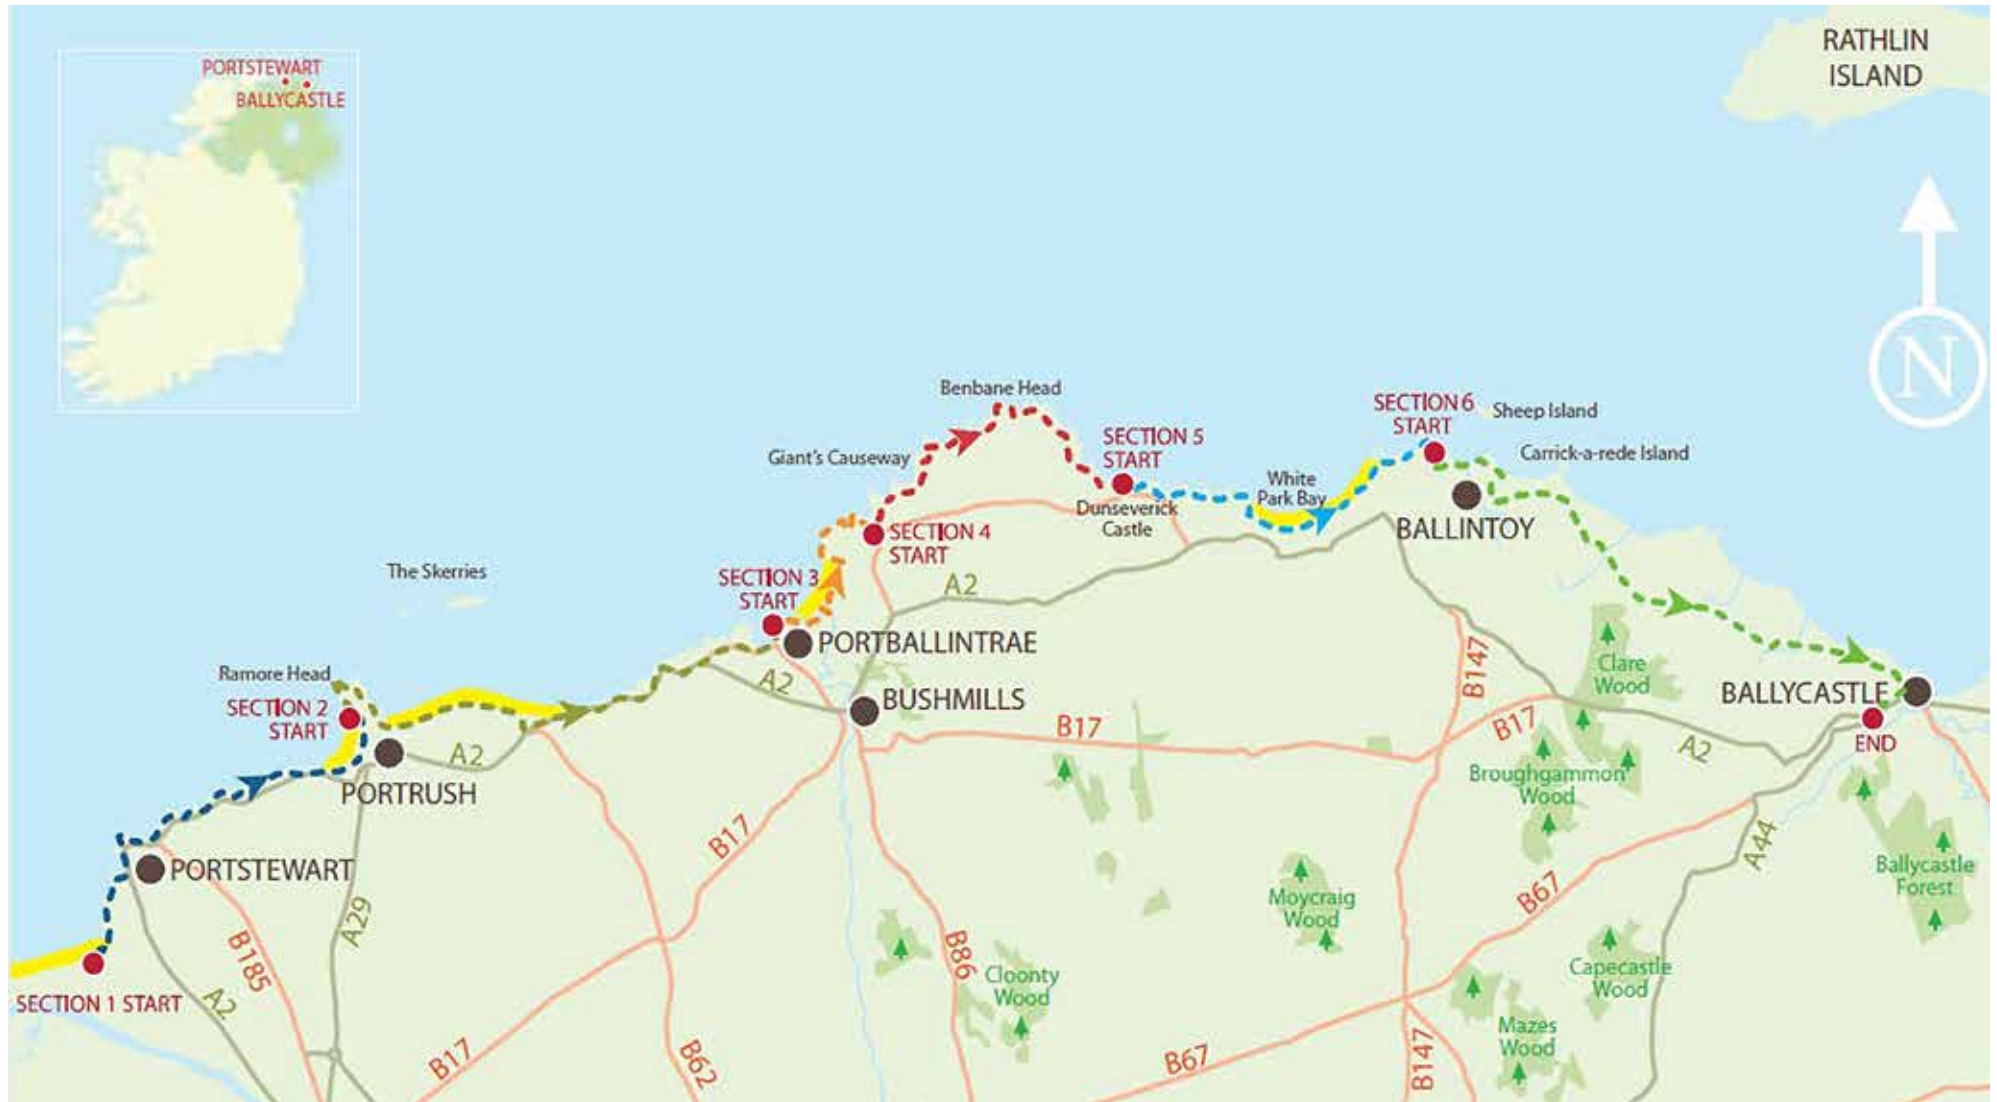 PORTSTEWART
BALLYCASTLE
RATHLIN
ISLAND
N
Benbane Head
SECTION 6
START
Sheep Island
Giant's Causeway
SECTION 5
START
Carrick-a-rede Island
White
Park Bay
Dunseverick
Castle
BALLINTOY
SECTION 4
START
The Skerries
SECTION 3
START
A2
PORTBALLINTRAE
Ramore Head
SECTION 2
START
A2
BUSHMILLS
B147
Clare
Wood
BALLYCASTLE
END
A2
B17
B17
A2
PORTRUSH
Broughgammon
Wood
B17
PORTSTEWART
A29
B185
A2
SECTION 1 START
A44
Ballycastle
Forest
Moycraig
Wood
B67
B86
Cloonty
Wood
Capecastle
Wood
Mazes
Wood
B17
B62
B67
B147